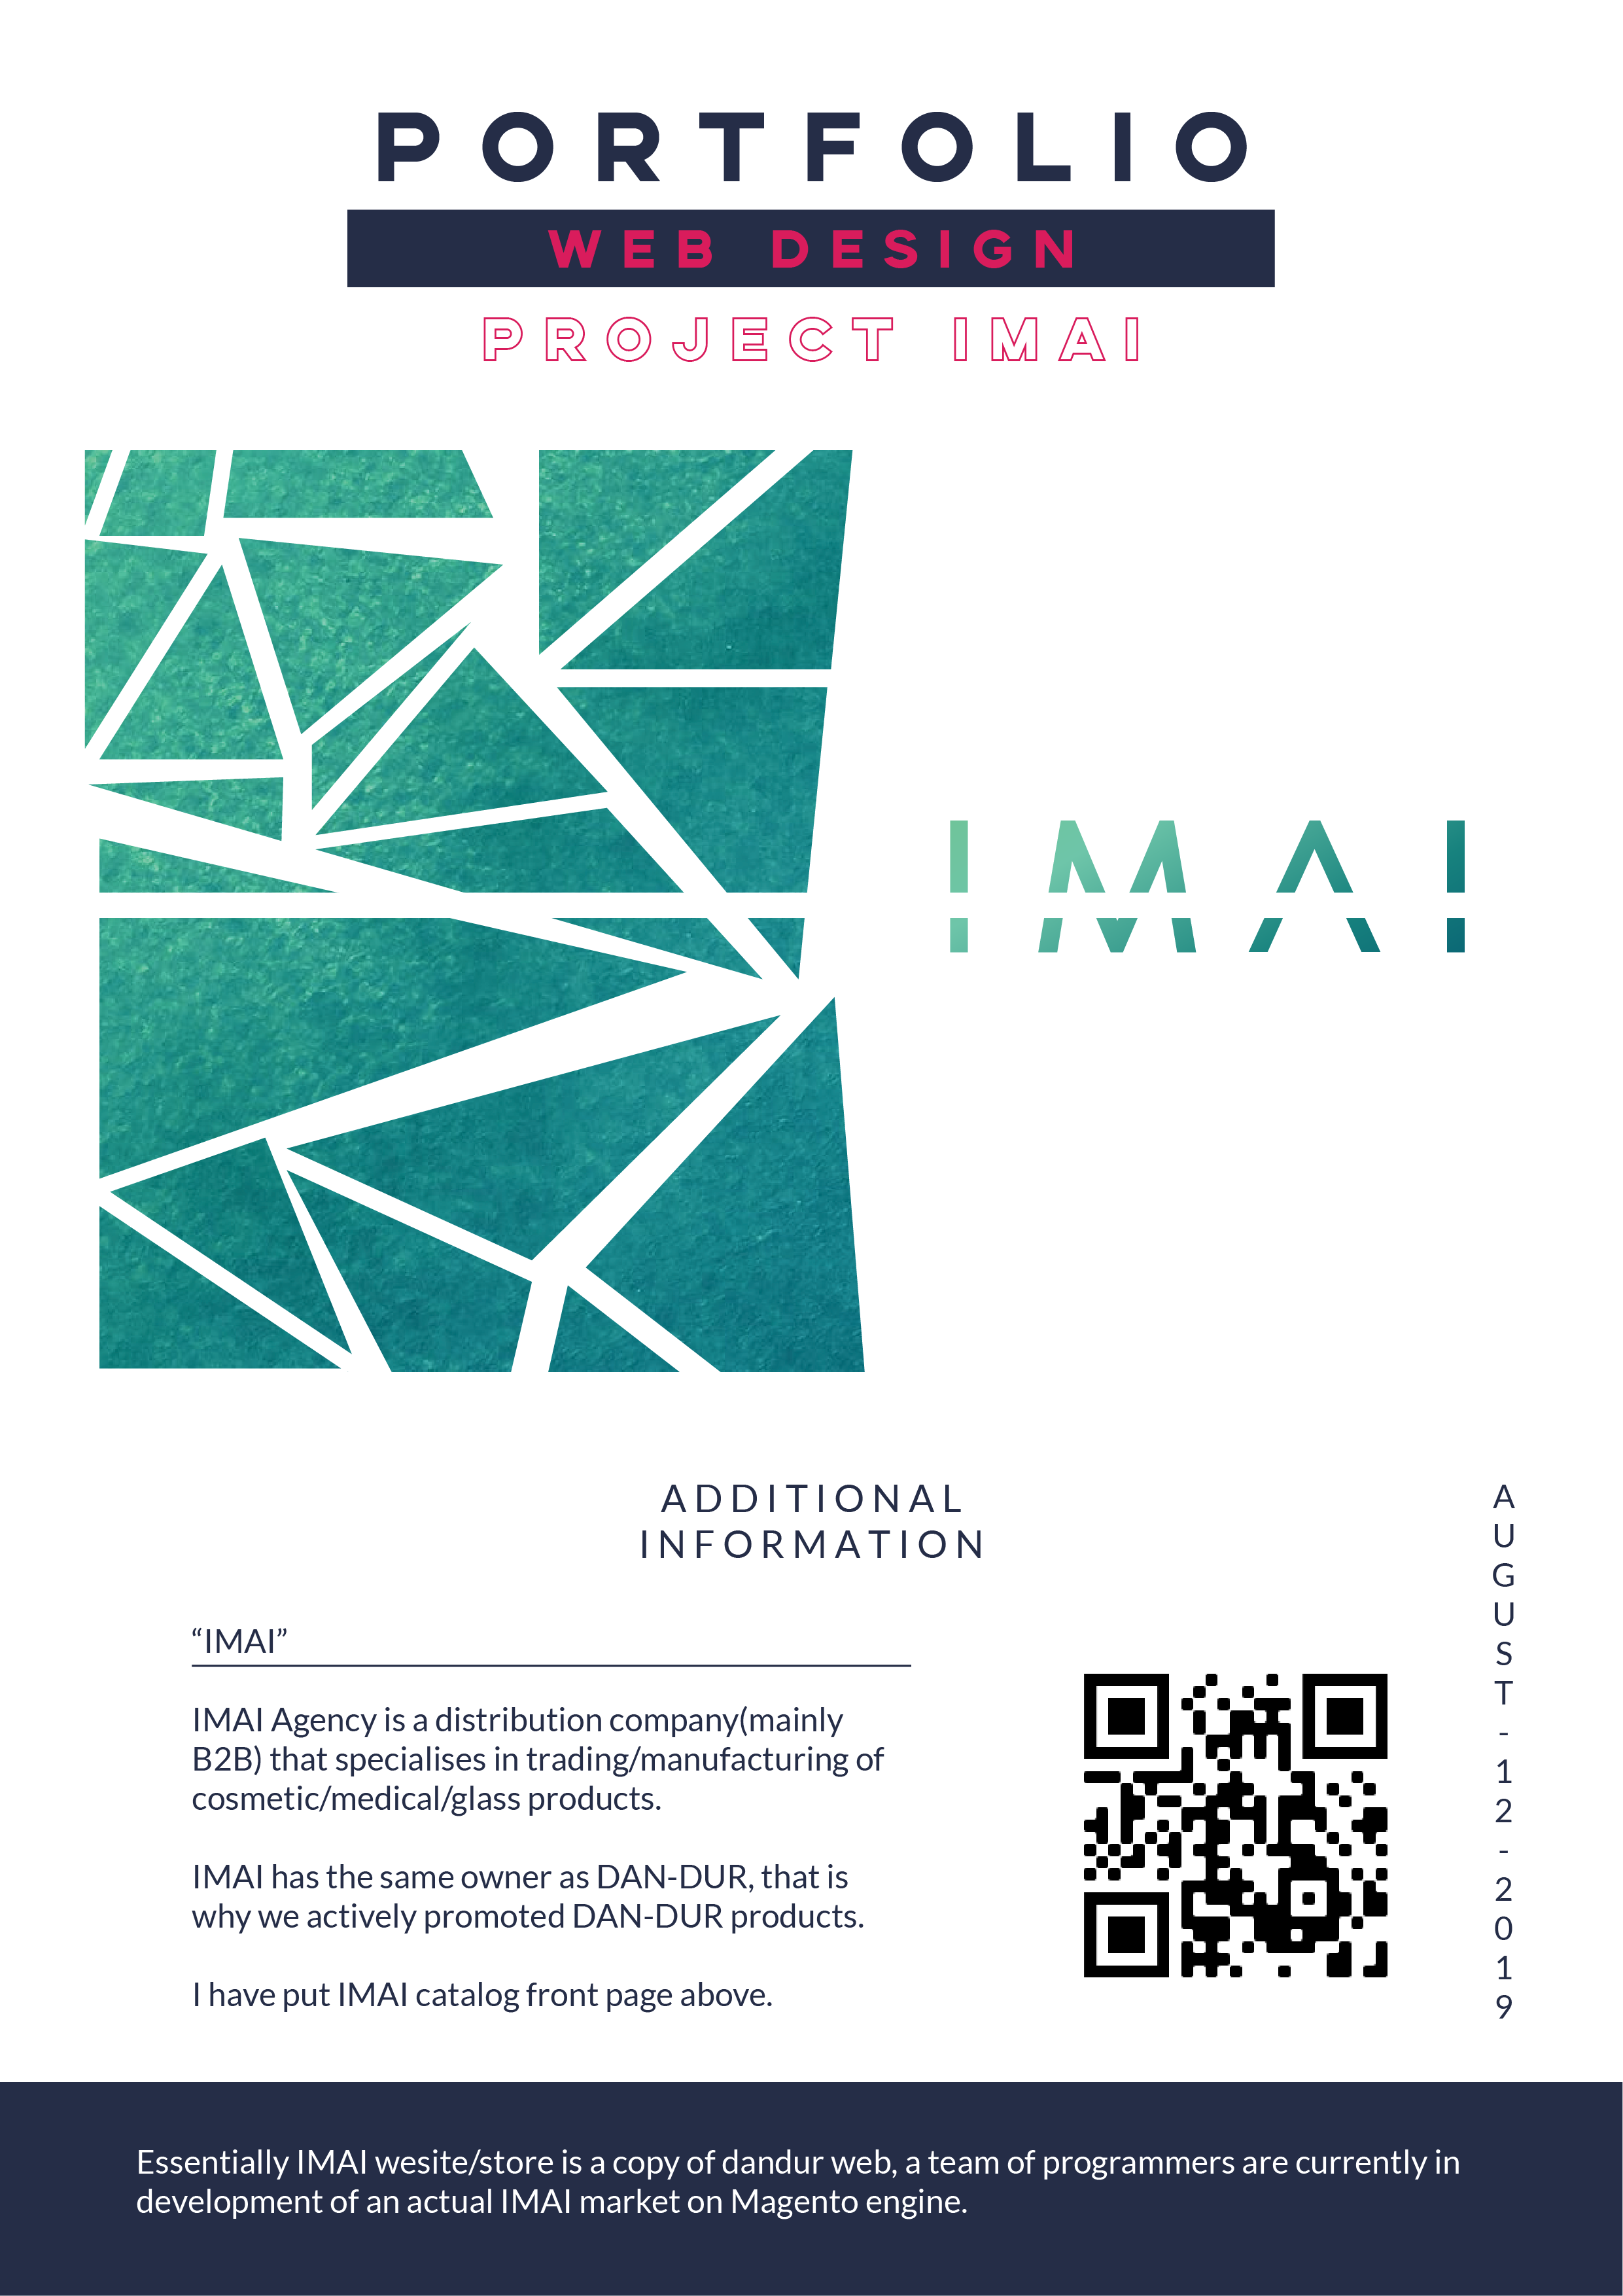 PORTFOLIO
WEB DESIGN
PROJECT IMAI
IMAI
ADDITIONAL
INFORMATION
“IMAI”
IMAI Agency is a distribution company(mainly
B2B) that specialises in trading/manufacturing of
cosmetic/medical/glass products.
IMAI has the same owner as DAN-DUR, that is
why we actively promoted DAN-DUR products.
I have put IMAI catalog front page above.
AUGUST-12-2019
Essentially IMAI wesite/store is a copy of dandur web, a team of programmers are currently in
development of an actual IMAI market on Magento engine.